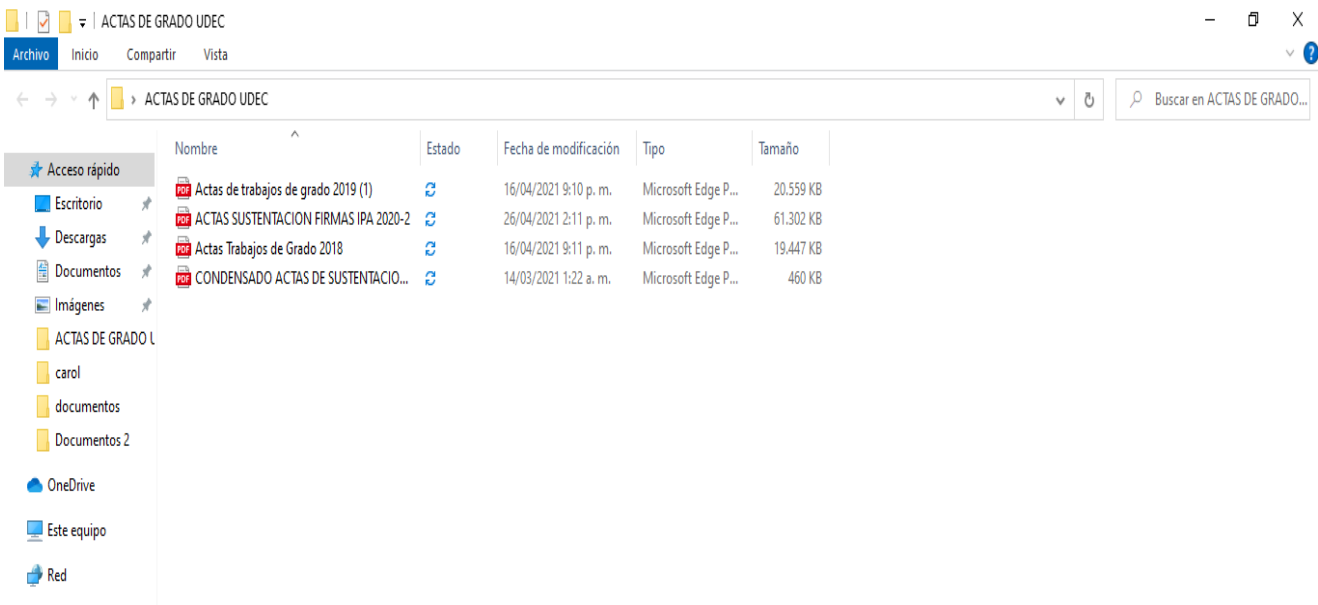 ACTAS DE GRADO UDEC
Archivo Inicio Compartir Vista
ACTAS DE GRADO UDEC Buscar en ACTAS DE GRADO...
Nombre Estado Fecha de modificación Tipo Tamaño
Acceso rápido
Escritorio
Descargas
Documentos
Imágenes
ACTAS DE GRADO U
carol
documentos
Documentos 2
OneDrive
Este equipo
Red
PDF Actas de trabajos de grado 2019 (1) 16/04/2021 9:10 p. m. Microsoft Edge P... 20.559 KB
PDF ACTAS SUSTENTACION FIRMAS IPA 2020-2 26/04/2021 2:11 p. m. Microsoft Edge P... 61.302 KB
PDF Actas Trabajos de Grado 2018 16/04/2021 9:11 p. m. Microsoft Edge P... 19.447 KB
PDF CONDENSADO ACTAS DE SUSTENTACIO... 14/03/2021 1:22 a. m. Microsoft Edge P... 460 KB